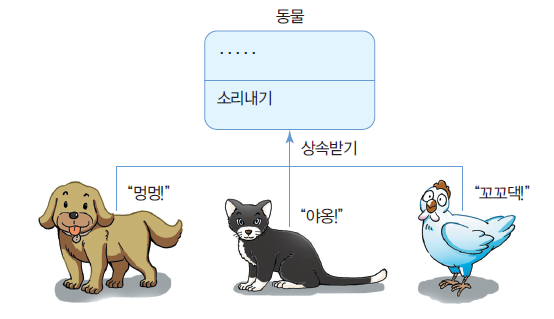 동물
.....
소리내기
상속받기
“멍멍!”
“야옹!”
“꼬꼬댁!”